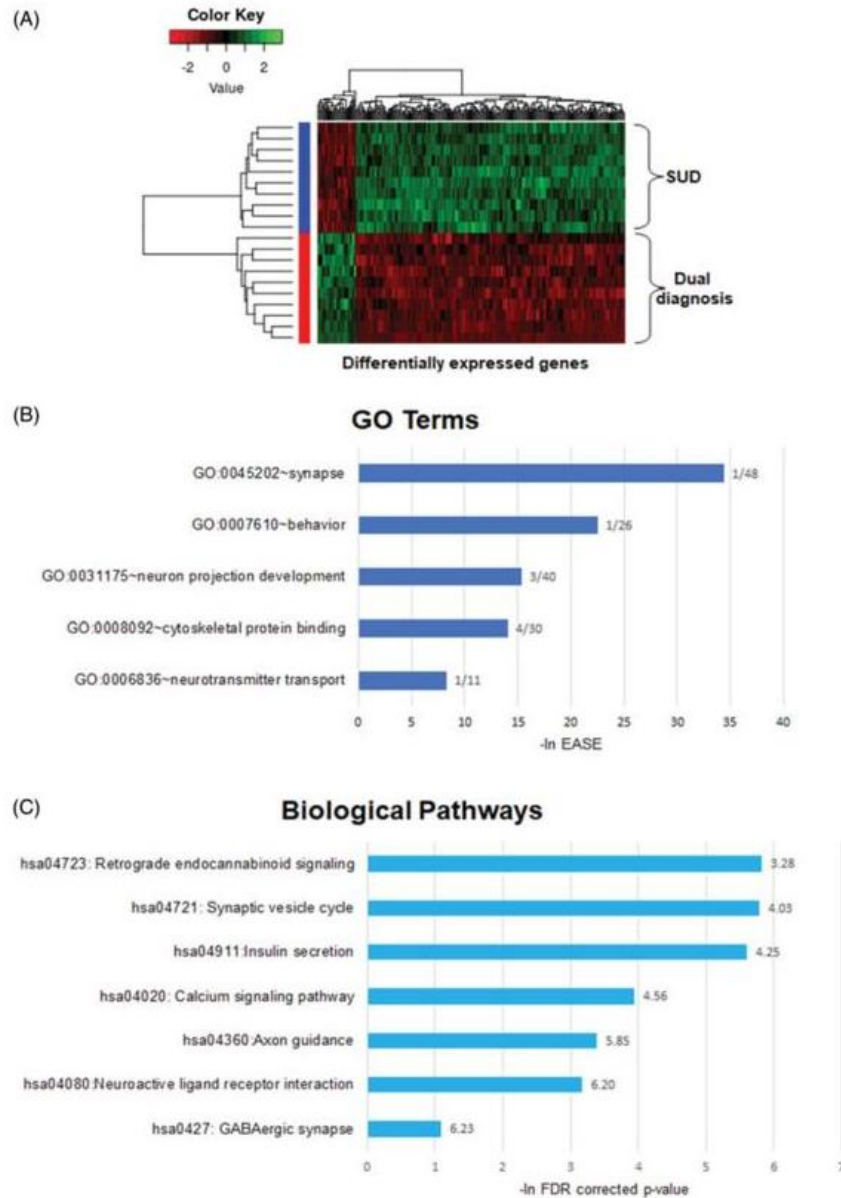 (A)
Color Key
-2 0 2
Value
SUD
Dual
diagnosis
Differentially expressed genes
(B)
GO Terms
GO:0045202~synapse 1/48
GO:0007610~behavior 1/26
GO:0031175~neuron projection development 3/40
GO:0008092~cytoskeletal protein binding 4/30
GO:0006836~neurotransmitter transport 1/11
0 5 10 15 20 25 30 35 40
-ln EASE
(C)
Biological Pathways
hsa04723: Retrograde endocannabinoid signaling 3.28
hsa04721: Synaptic vesicle cycle 4.03
hsa04911:Insulin secretion 4.25
hsa04020: Calcium signaling pathway 4.56
hsa04360:Axon guidance 5.85
hsa04080:Neuroactive ligand receptor interaction 6.20
hsa0427: GABAergic synapse 6.23
0 1 2 3 4 5 6 7
-ln FDR corrected p-value